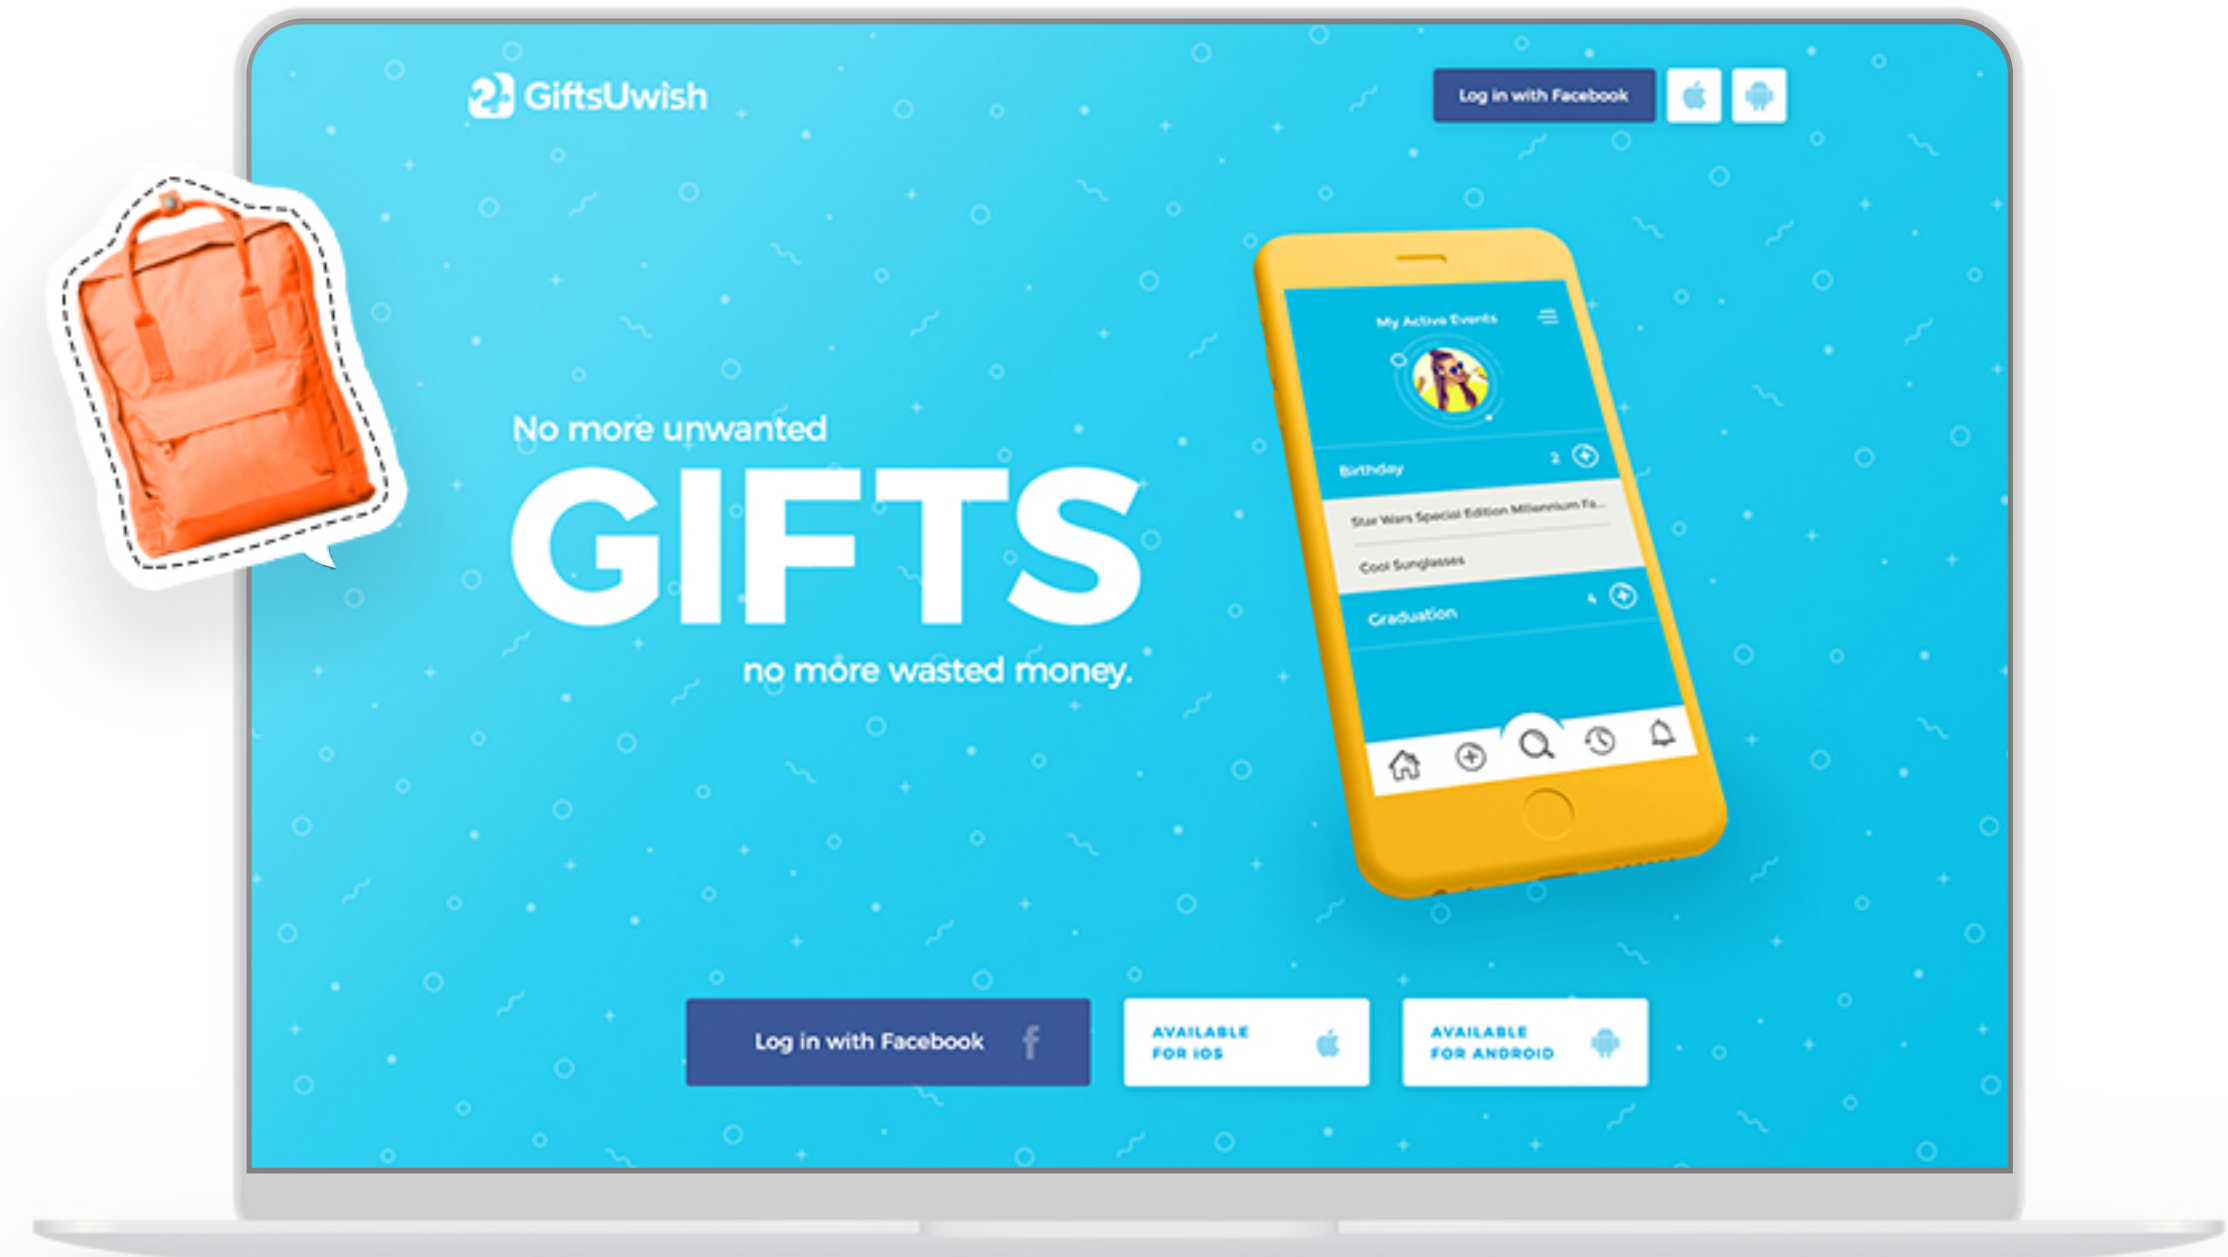 GiftsUwish
Log in with Facebook
No more unwanted
GIFTS
no more wasted money.
My Active Events
Birthday 2
Star Wars Special Edition Millennium Fa...
Cool Sunglasses
Graduation 4
Log in with Facebook f
AVAILABLE
FOR iOS
AVAILABLE
FOR ANDROID